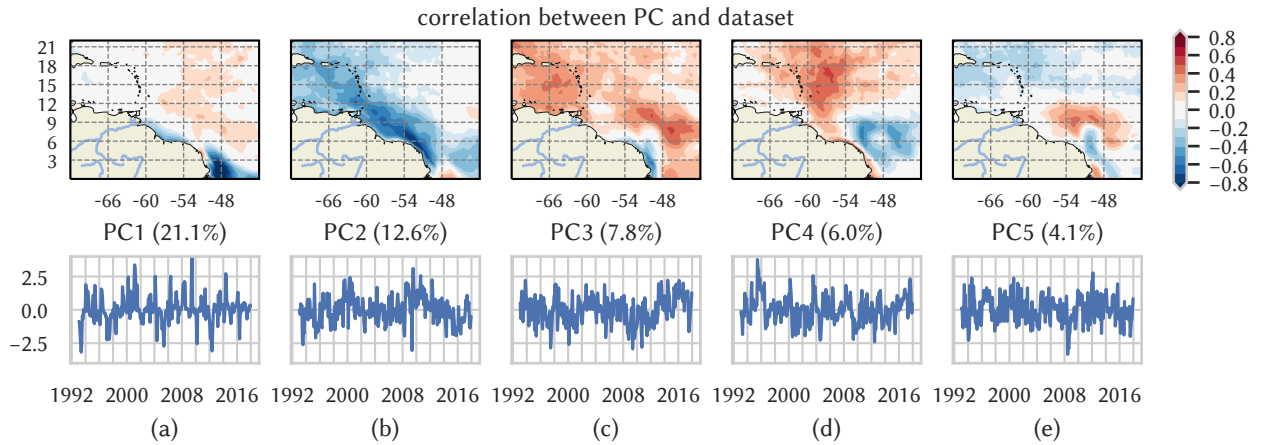 correlation between PC and dataset
21
18
15
12
9
6
3
-66 -60 -54 -48
-66 -60 -54 -48
-66 -60 -54 -48
-66 -60 -54 -48
-66 -60 -54 -48
0.8
0.6
0.4
0.2
0.0
−0.2
−0.4
−0.6
−0.8
PC1 (21.1%)
PC2 (12.6%)
PC3 (7.8%)
PC4 (6.0%)
PC5 (4.1%)
2.5
0.0
−2.5
1992 2000 2008 2016
1992 2000 2008 2016
1992 2000 2008 2016
1992 2000 2008 2016
1992 2000 2008 2016
(a)
(b)
(c)
(d)
(e)